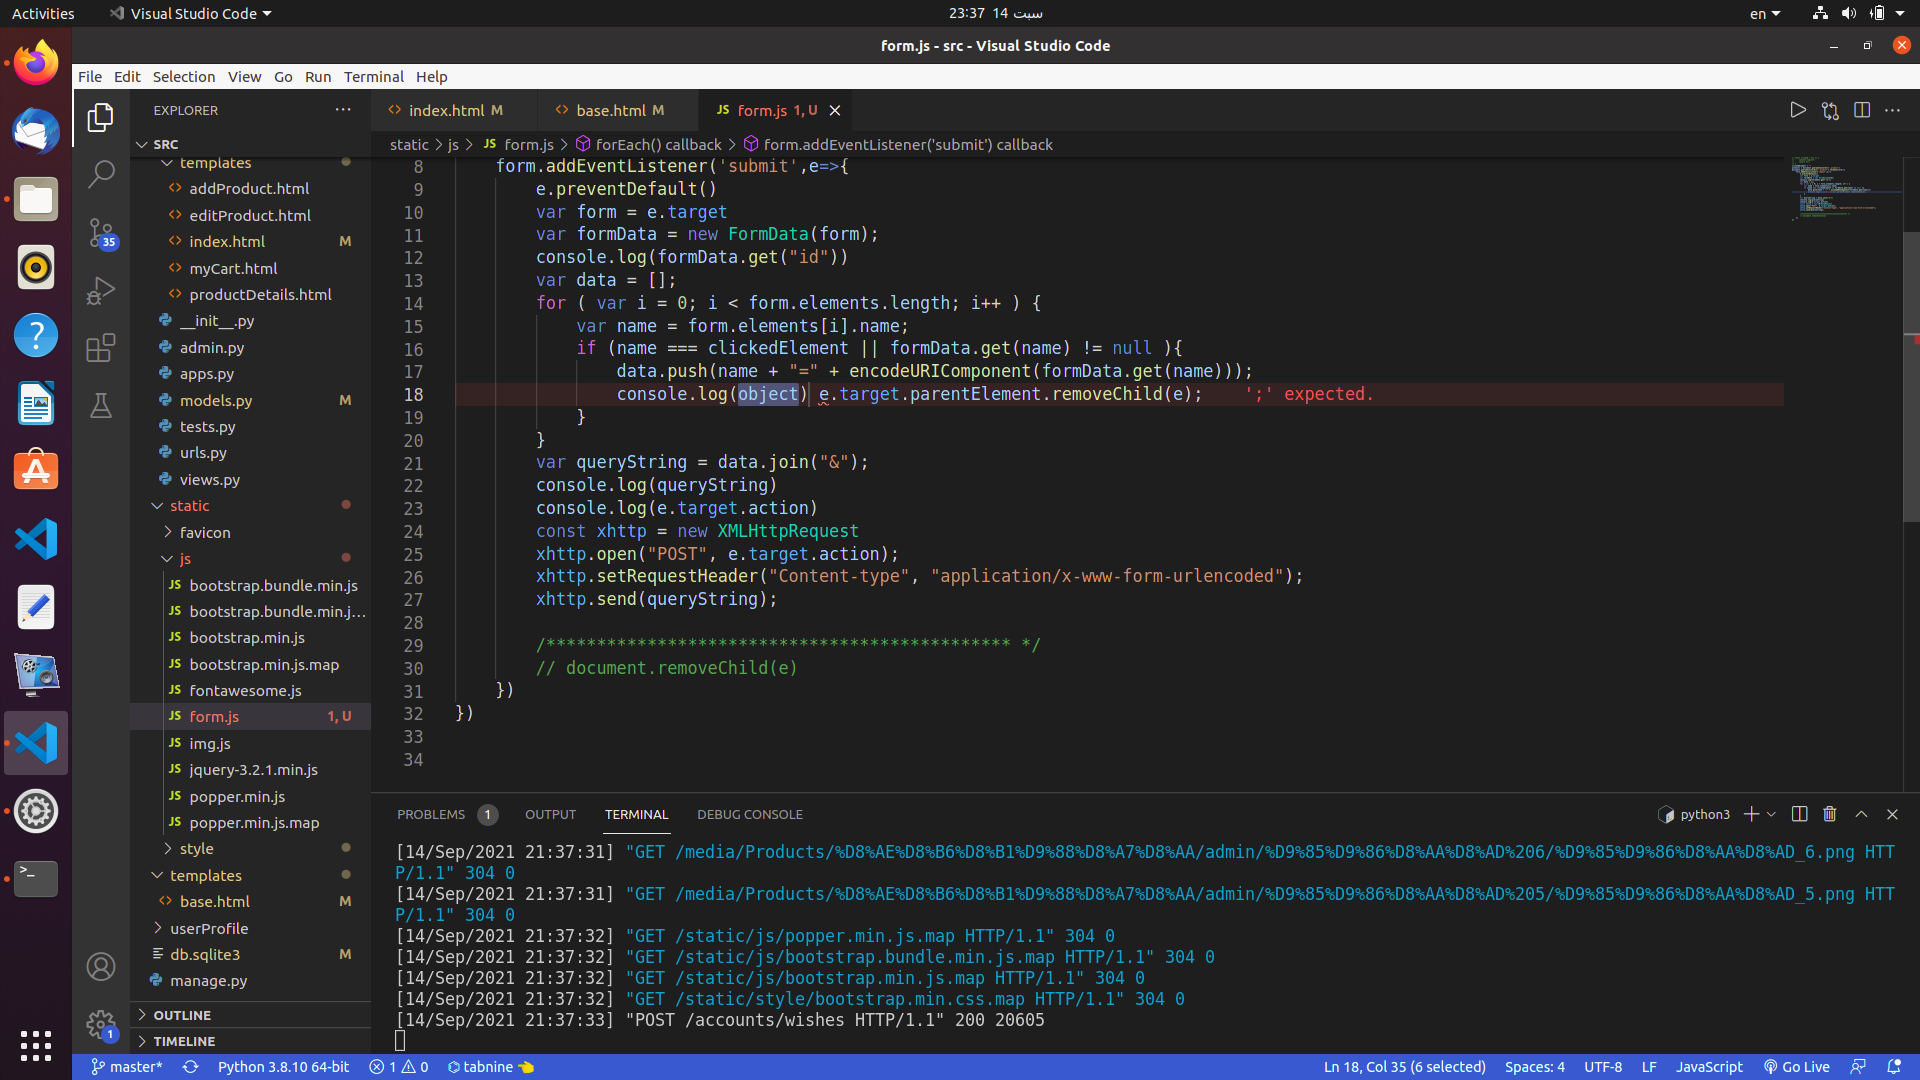 Activities
Visual Studio Code
23:37 14 سبت
en
form.js - src - Visual Studio Code
File Edit Selection View Go Run Terminal Help
EXPLORER
SRC
templates
addProduct.html
editProduct.html
index.html M
myCart.html
productDetails.html
__init__.py
admin.py
apps.py
models.py M
tests.py
urls.py
views.py
static
favicon
js
bootstrap.bundle.min.js
bootstrap.bundle.min.j...
bootstrap.min.js
bootstrap.min.js.map
fontawesome.js
form.js 1, U
img.js
jquery-3.2.1.min.js
popper.min.js
popper.min.js.map
style
templates
base.html M
userProfile
db.sqlite3 M
manage.py
OUTLINE
TIMELINE
35
1
index.html M
base.html M
JS form.js 1, U
static > js > JS form.js > forEach() callback > form.addEventListener('submit') callback
8 form.addEventListener('submit',e=>{
9 e.preventDefault()
10 var form = e.target
11 var formData = new FormData(form);
12 console.log(formData.get("id"))
13 var data = [];
14 for ( var i = 0; i < form.elements.length; i++ ) {
15 var name = form.elements[i].name;
16 if (name === clickedElement || formData.get(name) != null ){
17 data.push(name + "=" + encodeURIComponent(formData.get(name)));
18 console.log(object) e.target.parentElement.removeChild(e); ';' expected.
19 }
20 }
21 var queryString = data.join("&");
22 console.log(queryString)
23 console.log(e.target.action)
24 const xhttp = new XMLHttpRequest
25 xhttp.open("POST", e.target.action);
26 xhttp.setRequestHeader("Content-type", "application/x-www-form-urlencoded");
27 xhttp.send(queryString);
28
29 /********************************************** */
30 // document.removeChild(e)
31 })
32 })
33
34
PROBLEMS 1 OUTPUT TERMINAL DEBUG CONSOLE
python3
[14/Sep/2021 21:37:31] "GET /media/Products/%D8%AE%D8%B6%D8%B1%D9%88%D8%A7%D8%AA/admin/%D9%85%D9%86%D8%AA%D8%AD%206/%D9%85%D9%86%D8%AA%D8%AD_6.png HTT
P/1.1" 304 0
[14/Sep/2021 21:37:31] "GET /media/Products/%D8%AE%D8%B6%D8%B1%D9%88%D8%A7%D8%AA/admin/%D9%85%D9%86%D8%AA%D8%AD%205/%D9%85%D9%86%D8%AA%D8%AD_5.png HTT
P/1.1" 304 0
[14/Sep/2021 21:37:32] "GET /static/js/popper.min.js.map HTTP/1.1" 304 0
[14/Sep/2021 21:37:32] "GET /static/js/bootstrap.bundle.min.js.map HTTP/1.1" 304 0
[14/Sep/2021 21:37:32] "GET /static/js/bootstrap.min.js.map HTTP/1.1" 304 0
[14/Sep/2021 21:37:32] "GET /static/style/bootstrap.min.css.map HTTP/1.1" 304 0
[14/Sep/2021 21:37:33] "POST /accounts/wishes HTTP/1.1" 200 20605
master* Python 3.8.10 64-bit 1 0 tabnine
Ln 18, Col 35 (6 selected) Spaces: 4 UTF-8 LF JavaScript Go Live